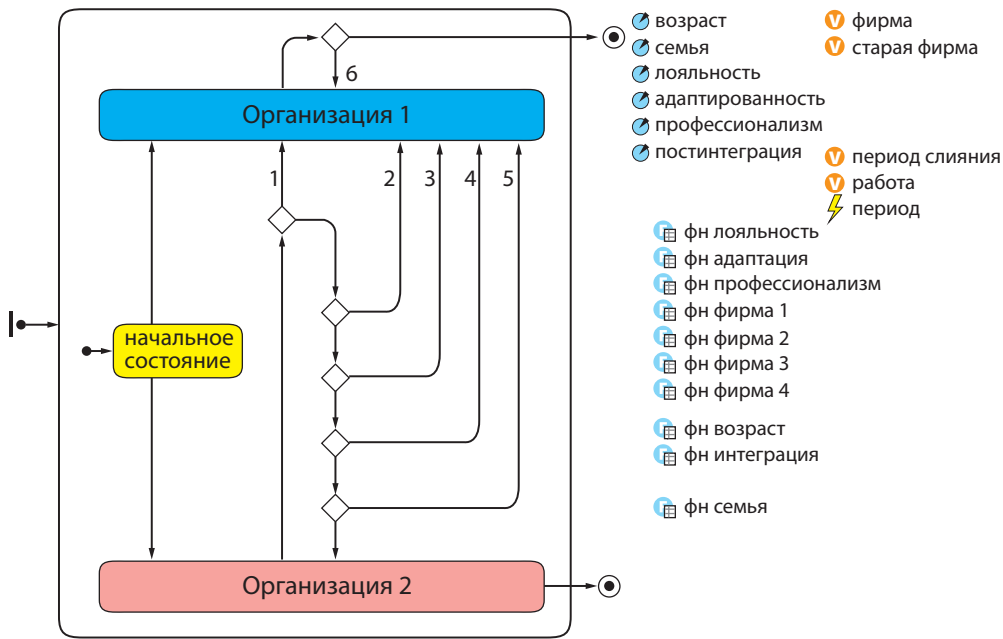 6
Организация 1
1
2
3
4
5
начальное
состояние
Организация 2
возраст
семья
лояльность
адаптированность
профессионализм
постинтеграция
V фирма
V старая фирма
V период слияния
V работа
период
фн лояльность
фн адаптация
фн профессионализм
фн фирма 1
фн фирма 2
фн фирма 3
фн фирма 4
фн возраст
фн интеграция
фн семья